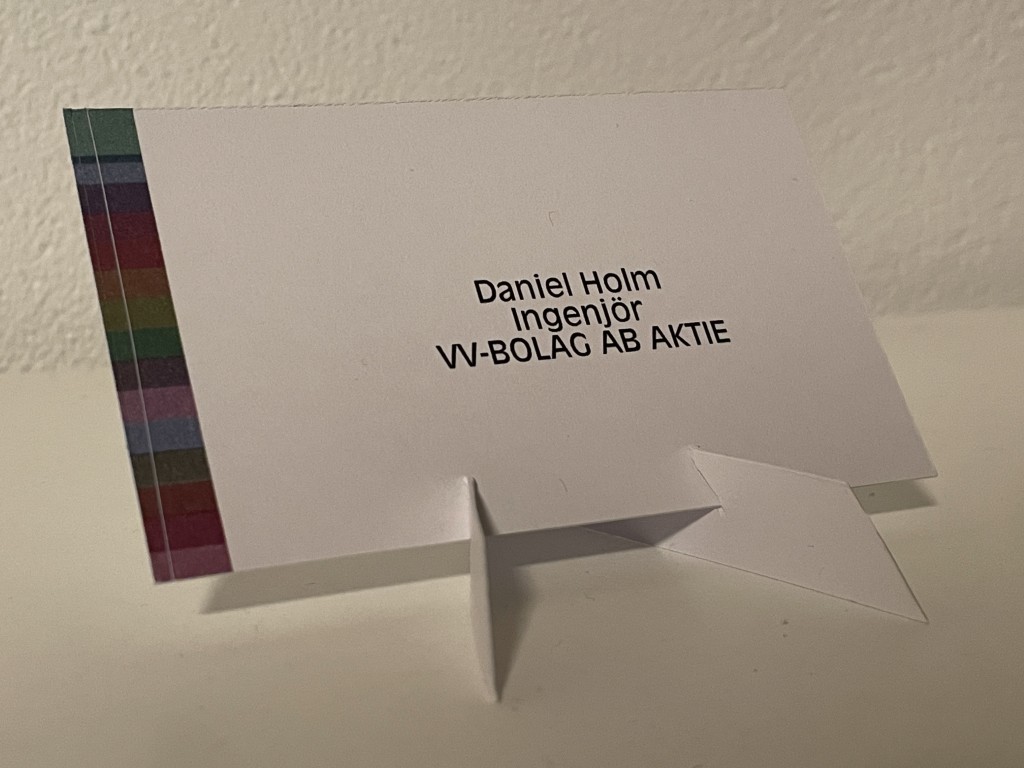 Daniel Holm
Ingenjör
VV-BOLAG AB AKTIE